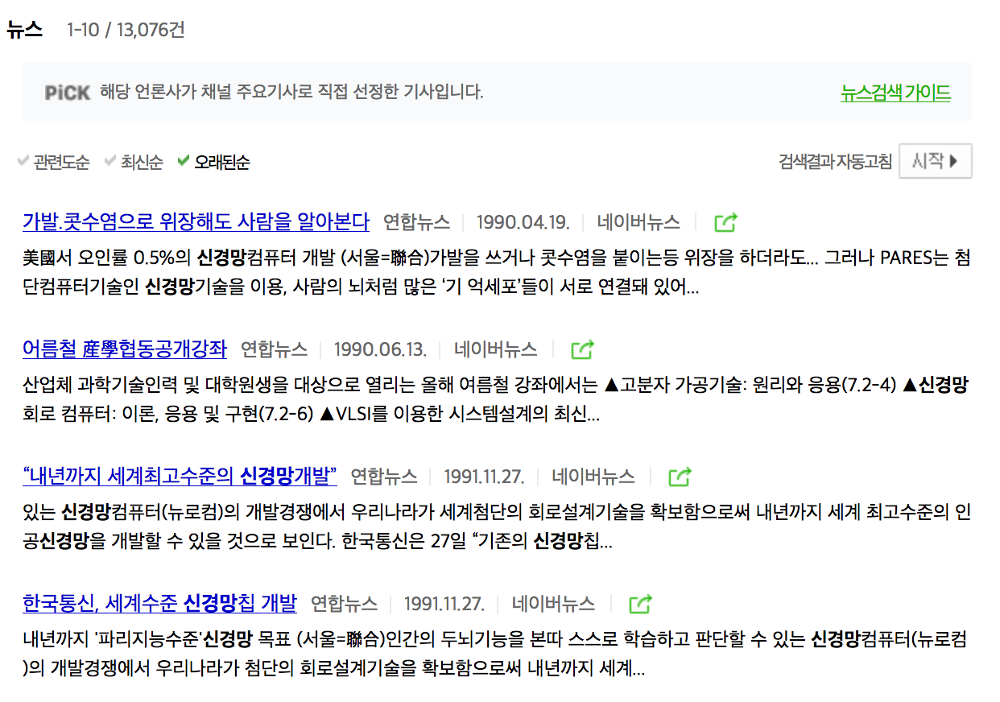 뉴스 1-10 / 13,076건
PiCK 해당 언론사가 채널 주요기사로 직접 선정한 기사입니다. 뉴스검색 가이드
관련도순 최신순 오래된순 검색결과 자동고침 시작
가발.콧수염으로 위장해도 사람을 알아본다 연합뉴스 1990.04.19. 네이버뉴스
美國서 오인률 0.5%의 신경망컴퓨터 개발 (서울=聯合)가발을 쓰거나 콧수염을 붙이는등 위장을 하더라도... 그러나 PARES는 첨
단컴퓨터기술인 신경망기술을 이용, 사람의 뇌처럼 많은 ‘기 억세포’들이 서로 연결돼 있어...
어름철 産學협동공개강좌 연합뉴스 1990.06.13. 네이버뉴스
산업체 과학기술인력 및 대학원생을 대상으로 열리는 올해 여름철 강좌에서는 ▲고분자 가공기술: 원리와 응용(7.2-4) ▲신경망
회로 컴퓨터: 이론, 응용 및 구현(7.2-6) ▲VLSI를 이용한 시스템설계의 최신...
“내년까지 세계최고수준의 신경망개발” 연합뉴스 1991.11.27. 네이버뉴스
있는 신경망컴퓨터(뉴로컴)의 개발경쟁에서 우리나라가 세계첨단의 회로설계기술을 확보함으로써 내년까지 세계 최고수준의 인
공신경망을 개발할 수 있을 것으로 보인다. 한국통신은 27일 “기존의 신경망칩...
한국통신, 세계수준 신경망칩 개발 연합뉴스 1991.11.27. 네이버뉴스
내년까지 '파리지능수준'신경망 목표 (서울=聯合)인간의 두뇌기능을 본따 스스로 학습하고 판단할 수 있는 신경망컴퓨터(뉴로컴
)의 개발경쟁에서 우리나라가 첨단의 회로설계기술을 확보함으로써 내년까지 세계...